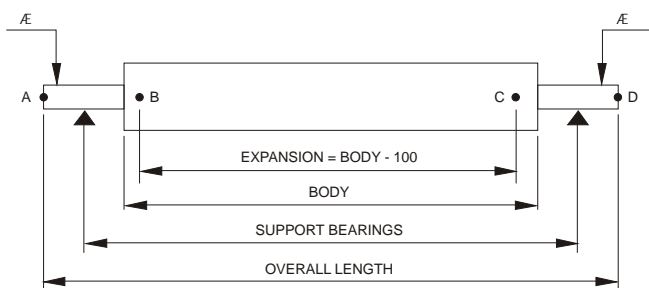 Æ Æ
A B C D
EXPANSION = BODY - 100
BODY
SUPPORT BEARINGS
OVERALL LENGTH